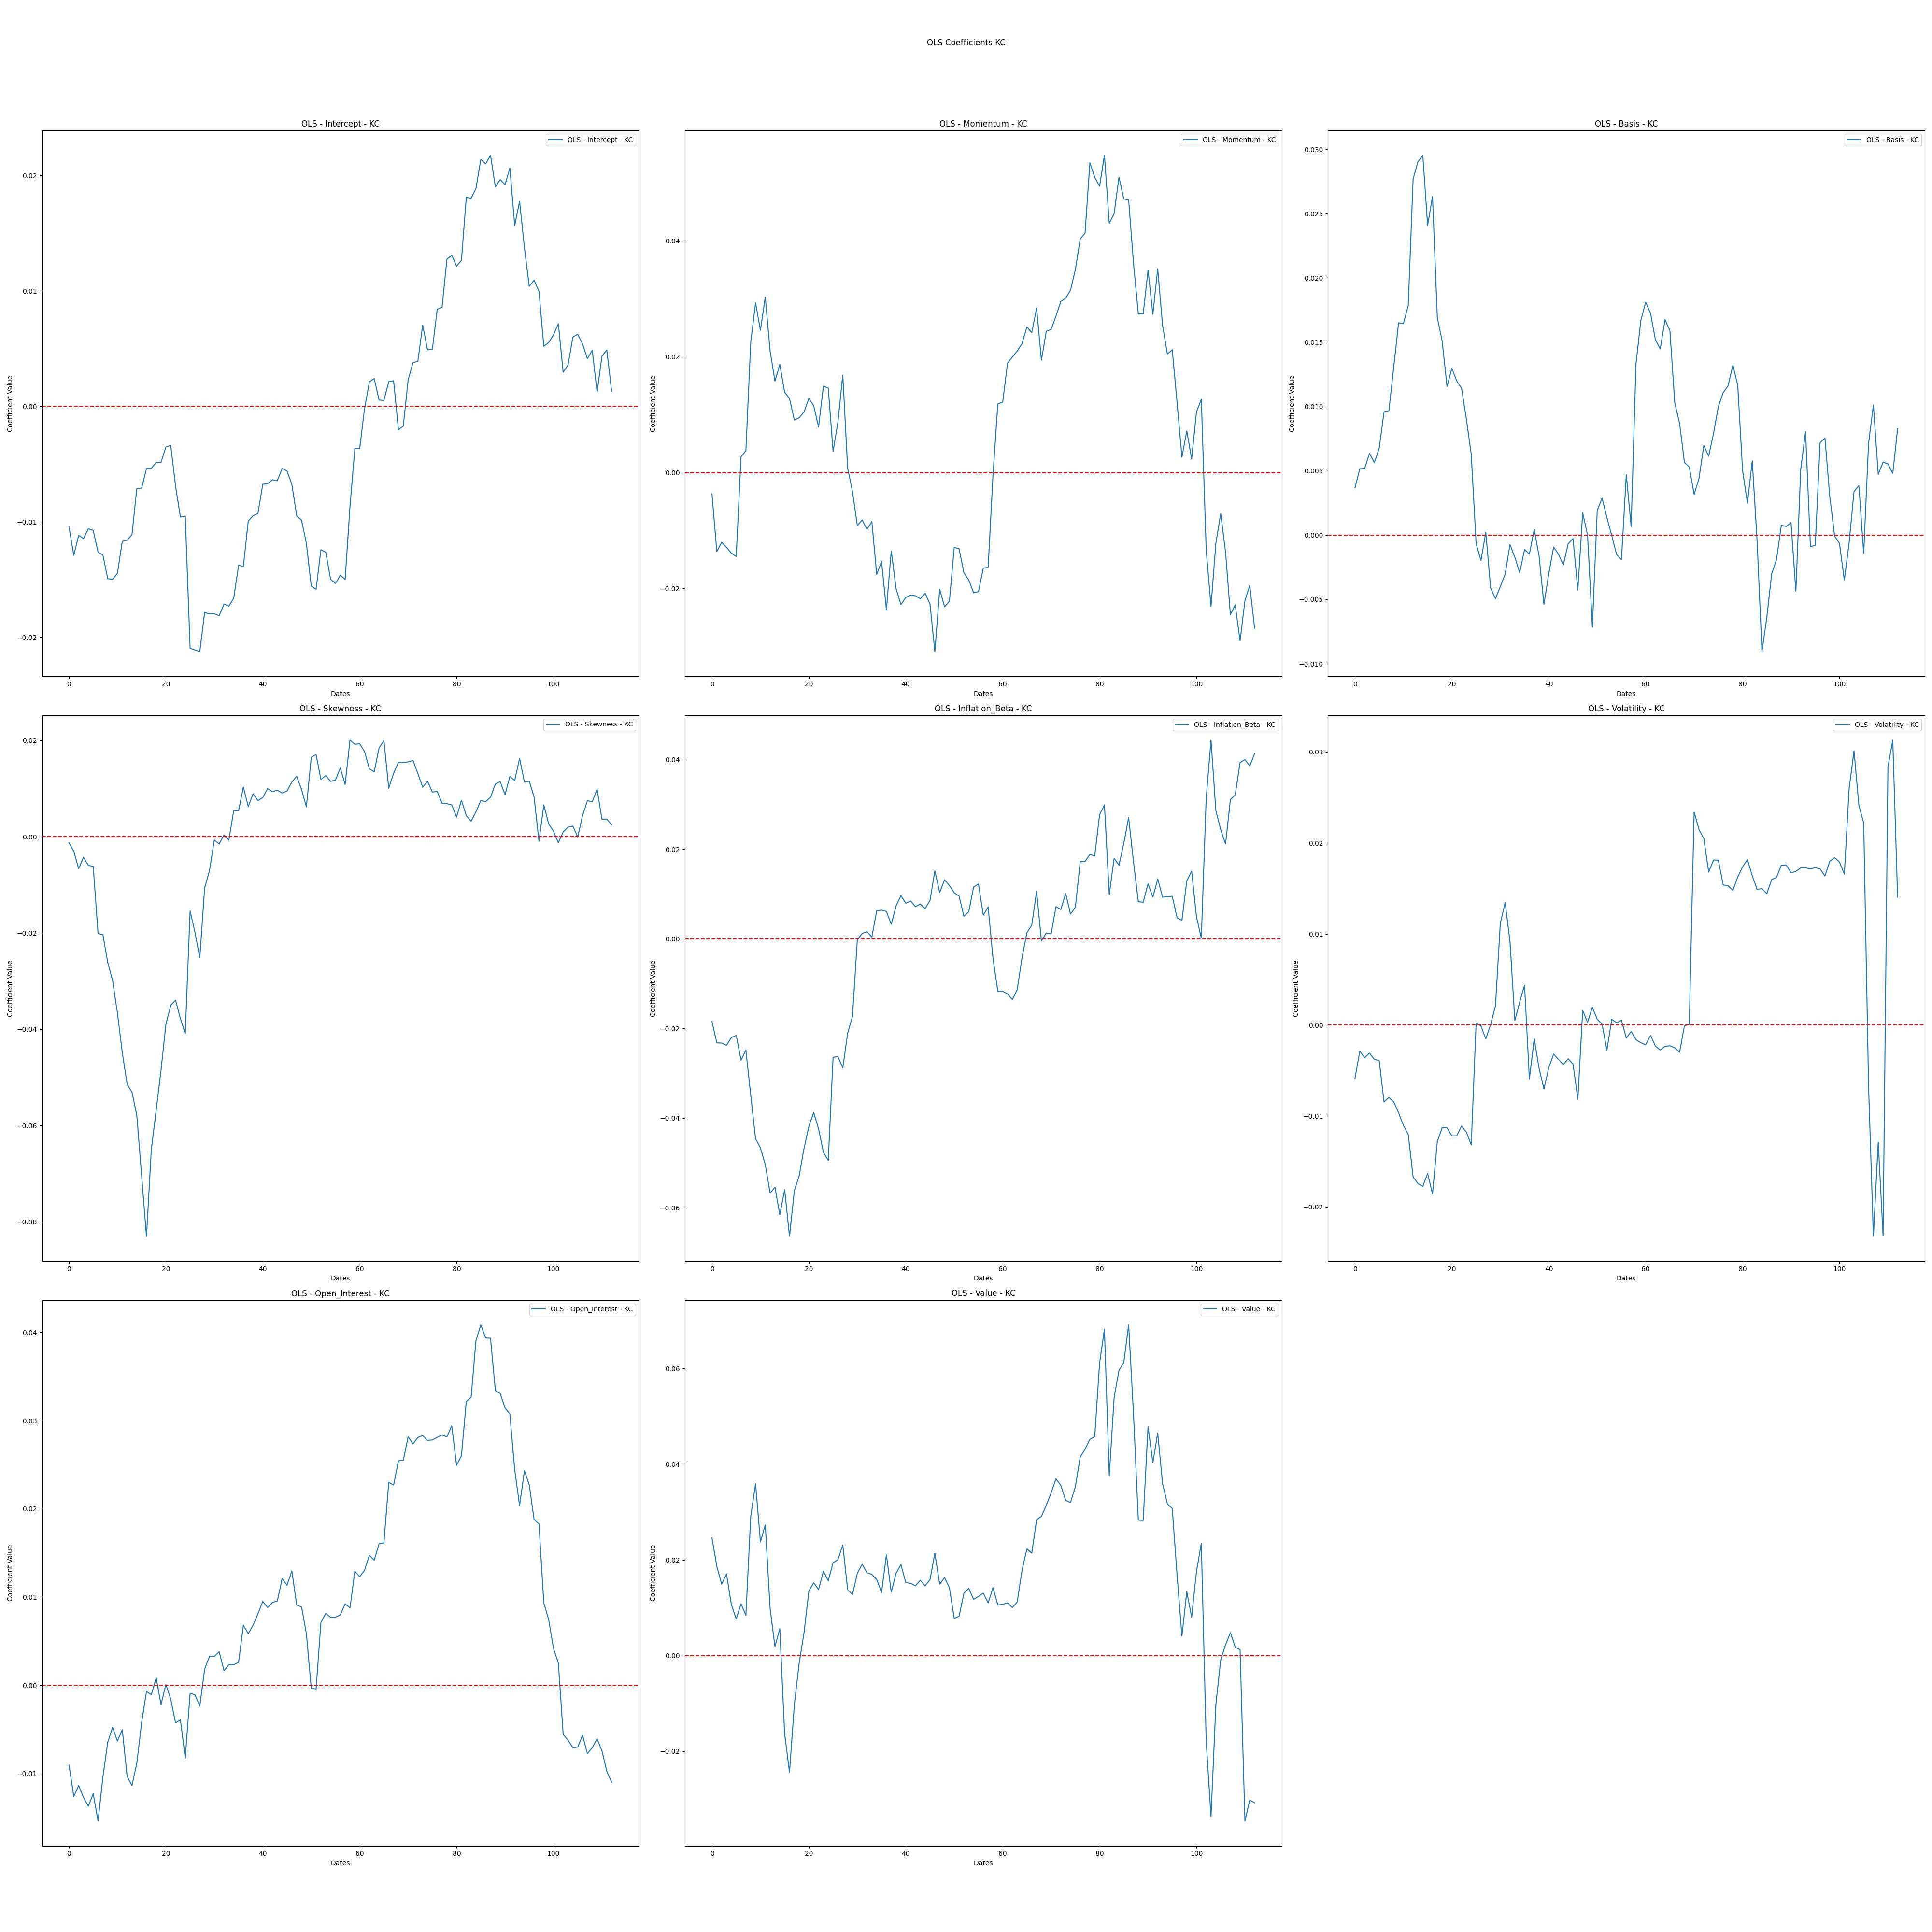 OLS Coefficients KC
OLS - Intercept - KC
OLS - Intercept - KC
0.02
0.01
0.00
−0.01
−0.02
Coefficient Value
0 20 40 60 80 100
Dates
OLS - Momentum - KC
OLS - Momentum - KC
0.04
0.02
0.00
−0.02
Coefficient Value
0 20 40 60 80 100
Dates
OLS - Basis - KC
OLS - Basis - KC
0.030
0.025
0.020
0.015
0.010
0.005
0.000
−0.005
−0.010
Coefficient Value
0 20 40 60 80 100
Dates
OLS - Skewness - KC
OLS - Skewness - KC
0.02
0.00
−0.02
−0.04
−0.06
−0.08
Coefficient Value
0 20 40 60 80 100
Dates
OLS - Inflation_Beta - KC
OLS - Inflation_Beta - KC
0.04
0.02
0.00
−0.02
−0.04
−0.06
Coefficient Value
0 20 40 60 80 100
Dates
OLS - Volatility - KC
OLS - Volatility - KC
0.03
0.02
0.01
0.00
−0.01
−0.02
Coefficient Value
0 20 40 60 80 100
Dates
OLS - Open_Interest - KC
OLS - Open_Interest - KC
0.04
0.03
0.02
0.01
0.00
−0.01
Coefficient Value
0 20 40 60 80 100
Dates
OLS - Value - KC
OLS - Value - KC
0.06
0.04
0.02
0.00
−0.02
Coefficient Value
0 20 40 60 80 100
Dates